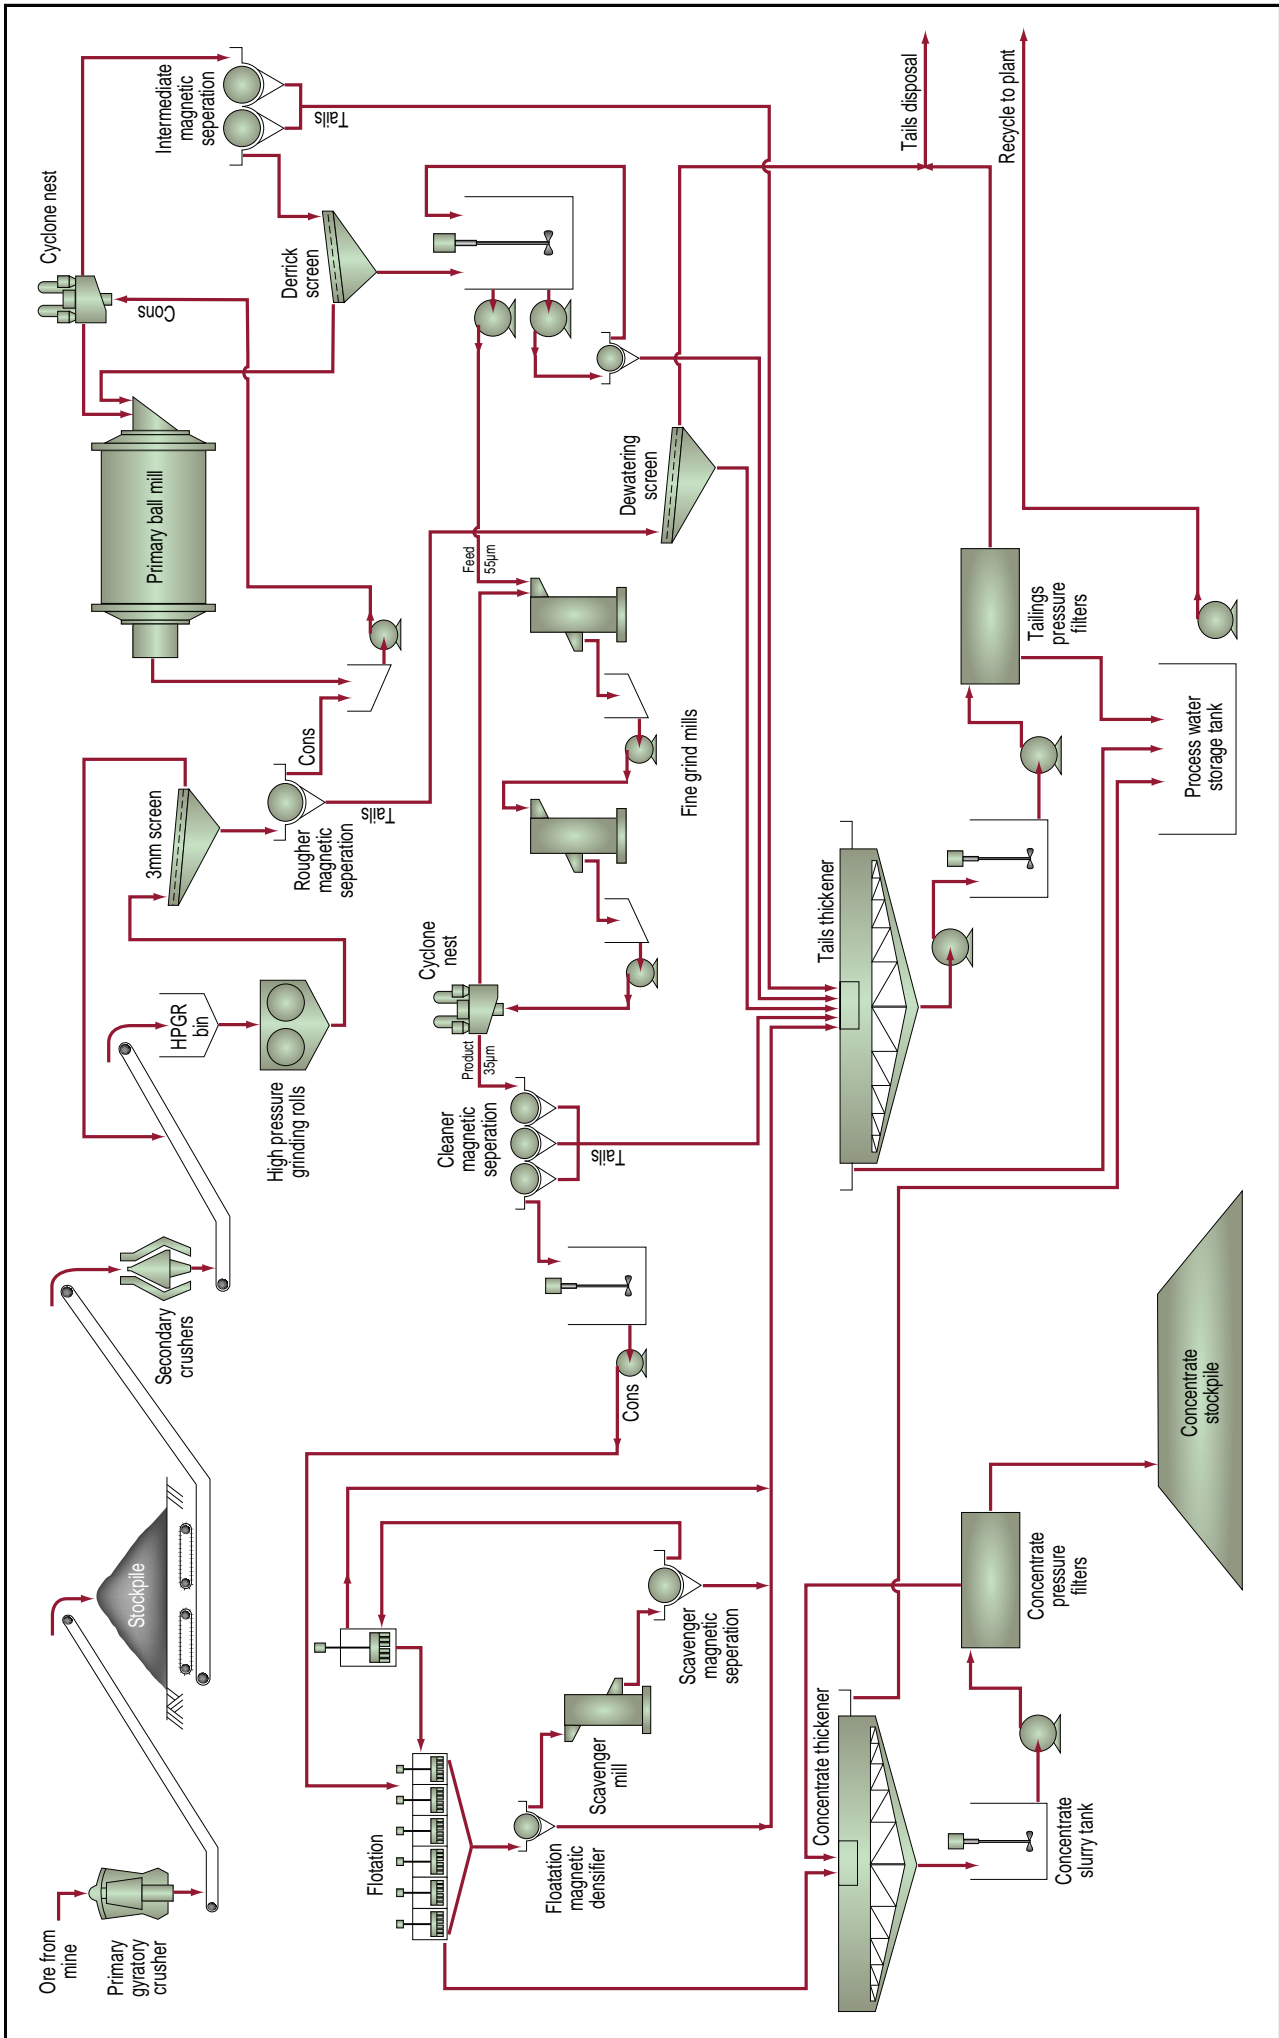 Ore from
mine
Primary
gyratory
crusher
Stockpile
Secondary
crushers
HPGR
bin
High pressure
grinding rolls
3mm screen
Rougher
magnetic
seperation
Cons
Tails
Primary ball mill
Cyclone nest
Cons
Intermediate
magnetic
seperation
Tails
Derrick
screen
Floatation
Floatation
magnetic
densifier
Scavenger
mill
Scavenger
magnetic
seperation
Cons
Cleaner
magnetic
seperation
Tails
Product
35µm
Cyclone
nest
Fine grind mills
Feed
55µm
Dewatering
screen
Tails disposal
Recycle to plant
Concentrate thickener
Concentrate
slurry tank
Concentrate
pressure
filters
Concentrate
stockpile
Tails thickener
Tailings
pressure
filters
Process water
storage tank